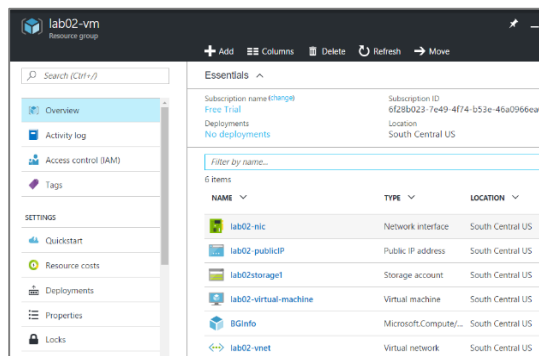 lab02-vm
Resource group
Add Columns Delete Refresh Move
Search (Ctrl+/)
Overview
Activity log
Access control (IAM)
Tags
SETTINGS
Quickstart
Resource costs
Deployments
Properties
Locks
Essentials
Subscription name (change)
Free Trial
Deployments
No deployments
Subscription ID
6f28b023-7e49-4f74-b53e-46a0966ea
Location
South Central US
Filter by name...
6 items
NAME TYPE LOCATION
lab02-nic Network interface South Central US
lab02-publicIP Public IP address South Central US
lab02storage1 Storage account South Central US
lab02-virtual-machine Virtual machine South Central US
BGInfo Microsoft.Compute/... South Central US
lab02-vnet Virtual network South Central US